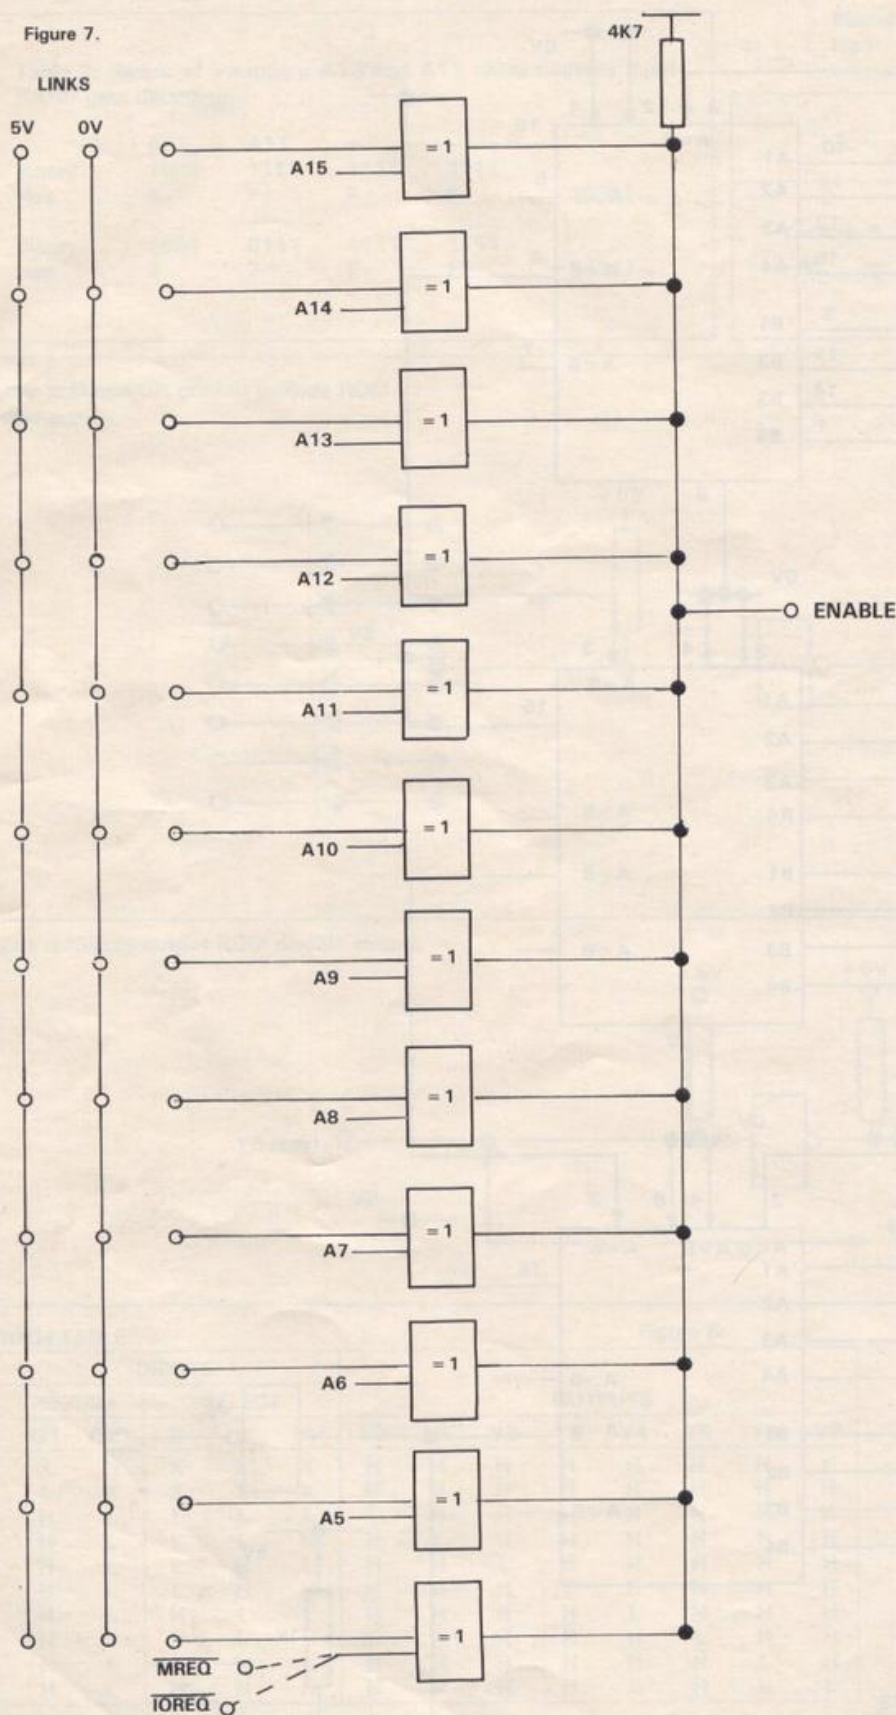 Figure 7.
4K7
LINKS
5V 0V
= 1
A15
= 1
A14
= 1
A13
= 1
A12
ENABLE
= 1
A11
= 1
A10
= 1
A9
= 1
A8
= 1
A7
= 1
A6
= 1
A5
= 1
MREQ
IOREQ